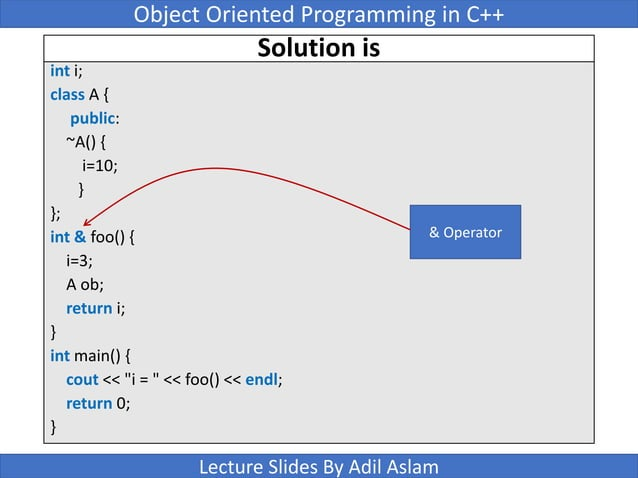 Object Oriented Programming in C++
Solution is
int i;
class A {
public:
~A() {
i=10;
}
};
int & foo() {
& Operator
i=3;
A ob;
return i;
}
int main() {
cout << "i = " << foo() << endl;
return 0;
}
Lecture Slides By Adil Aslam